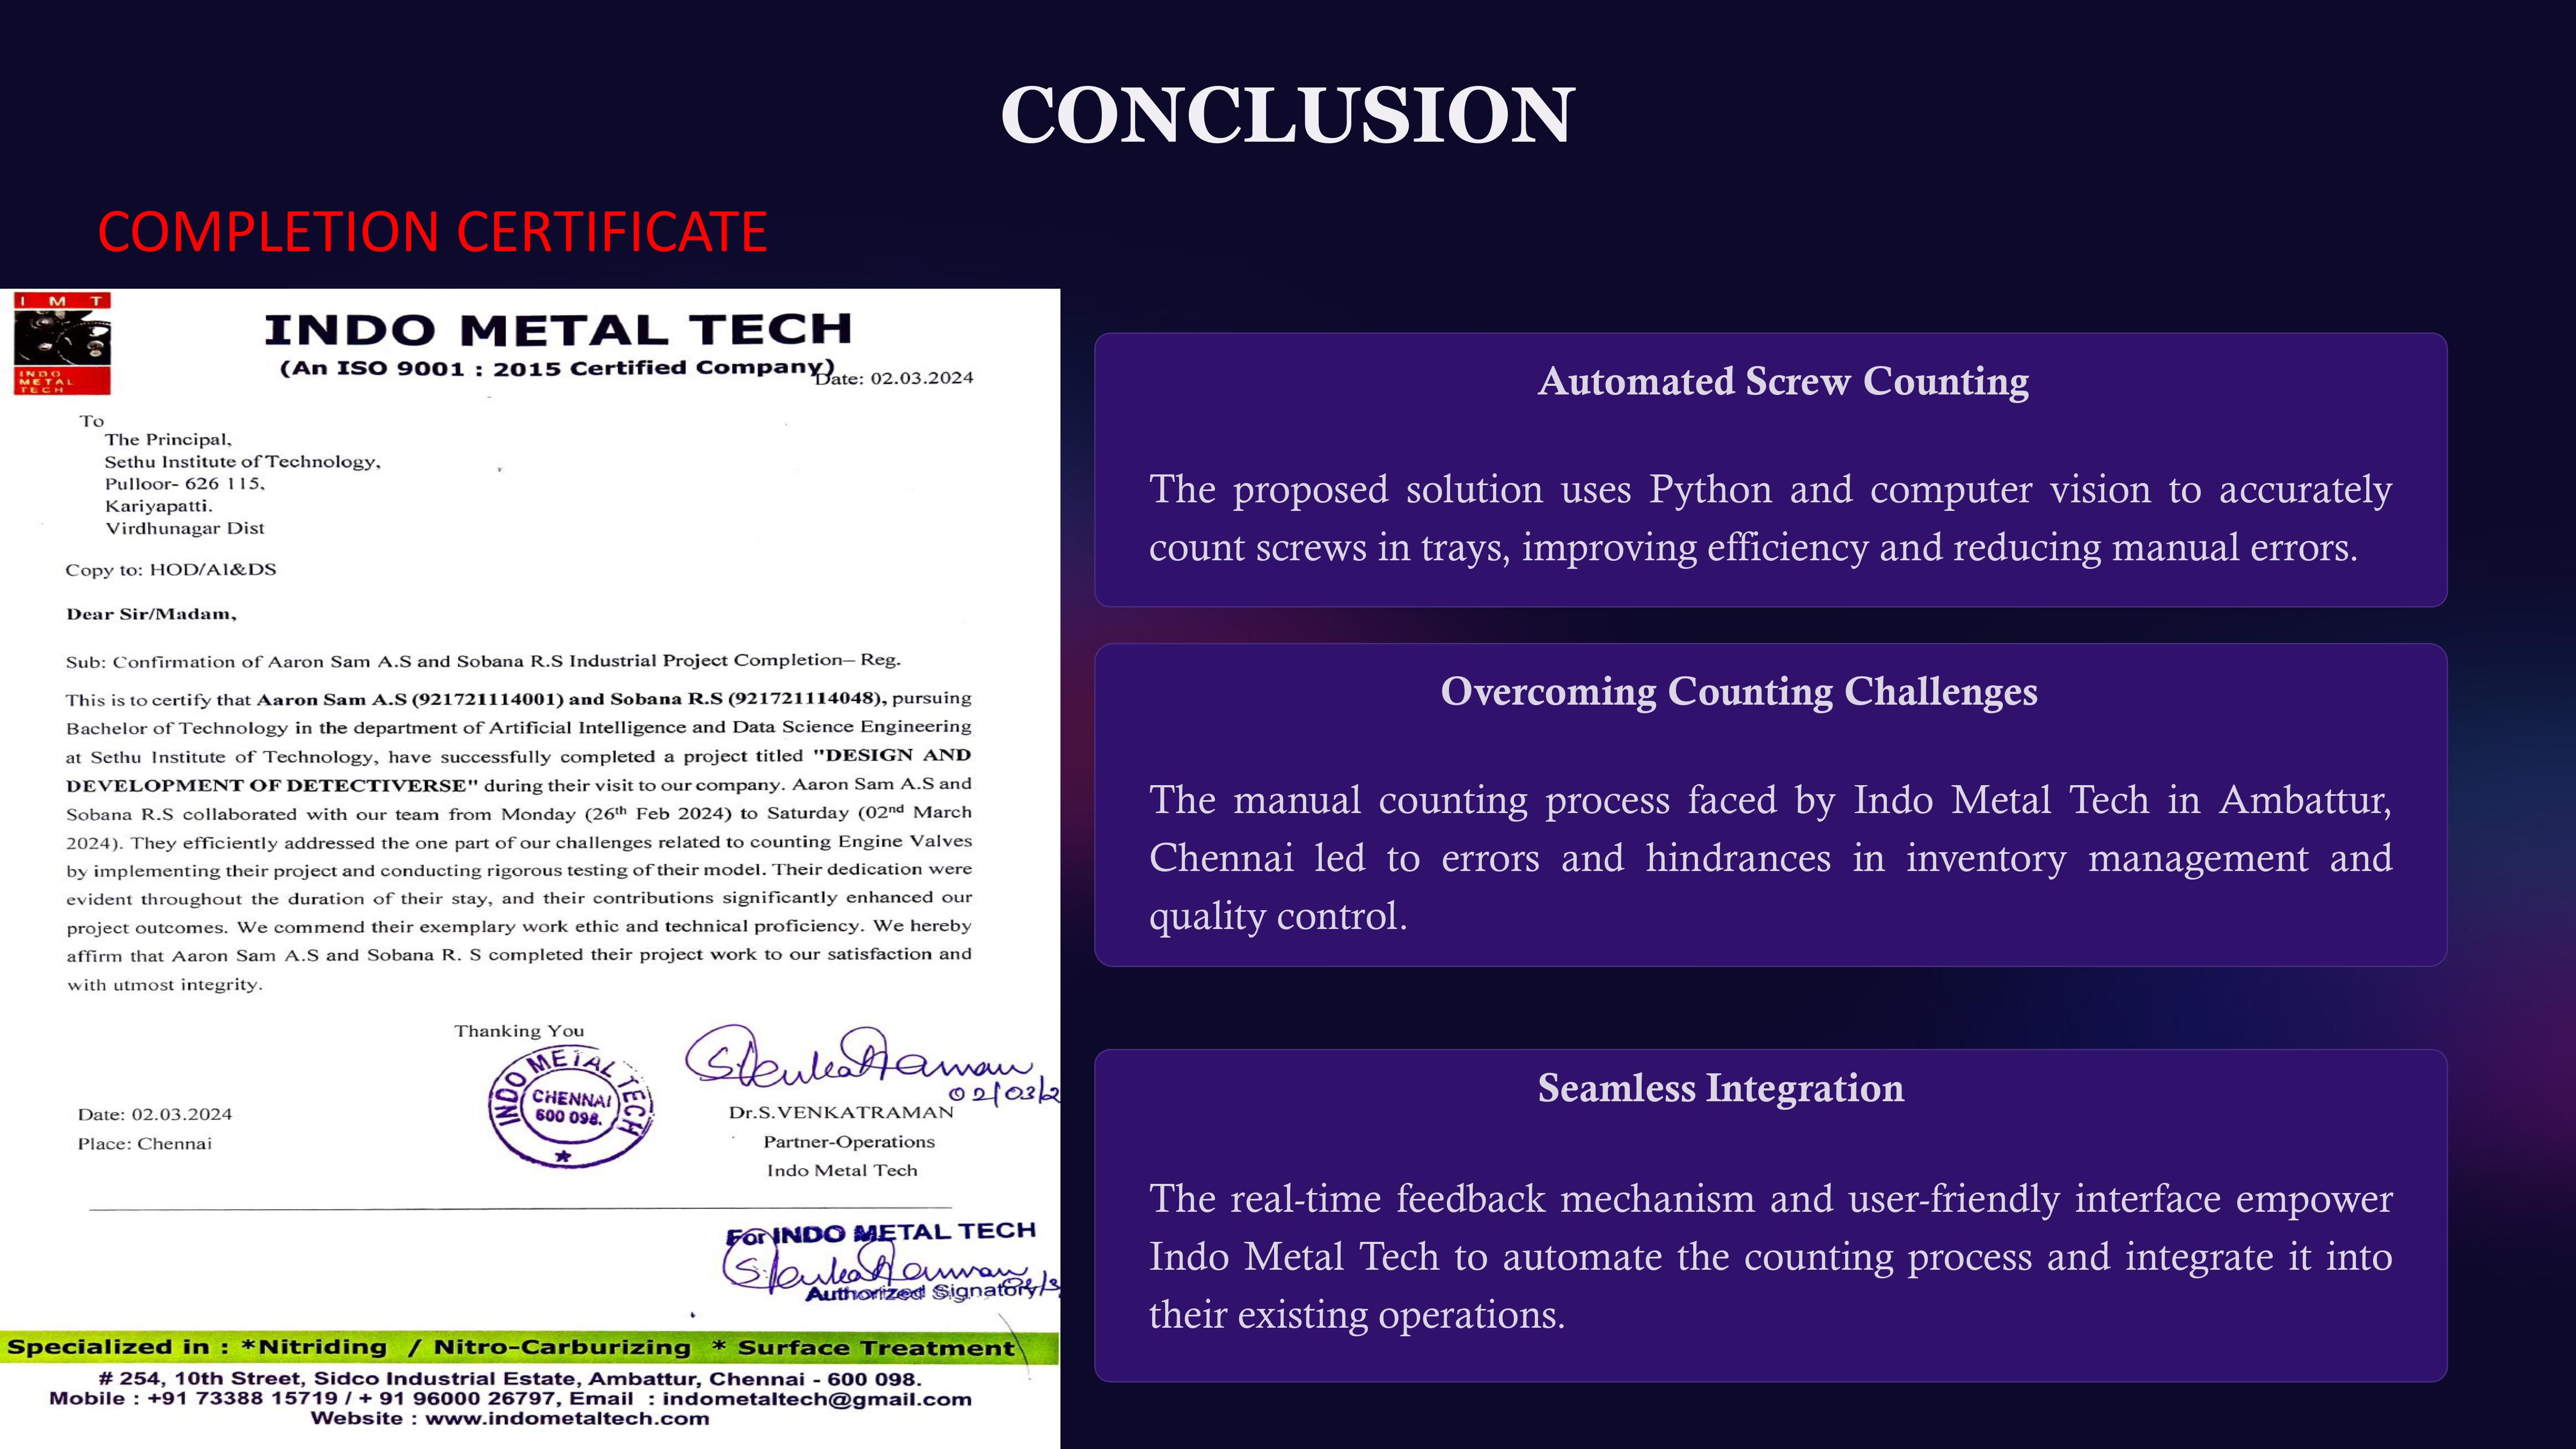 CONCLUSION
COMPLETION CERTIFICATE
I M T
INDO
METAL
TECH
INDO METAL TECH
(An ISO 9001 : 2015 Certified Company)
Date: 02.03.2024
To
The Principal,
Sethu Institute of Technology,
Pulloor- 626 115,
Kariyapatti.
Virdhunagar Dist
Copy to: HOD/AI&DS
Dear Sir/Madam,
Sub: Confirmation of Aaron Sam A.S and Sobana R.S Industrial Project Completion– Reg.
This is to certify that Aaron Sam A.S (921721114001) and Sobana R.S (921721114048), pursuing
Bachelor of Technology in the department of Artificial Intelligence and Data Science Engineering
at Sethu Institute of Technology, have successfully completed a project titled "DESIGN AND
DEVELOPMENT OF DETECTIVERSE" during their visit to our company. Aaron Sam A.S and
Sobana R.S collaborated with our team from Monday (26th Feb 2024) to Saturday (02nd March
2024). They efficiently addressed the one part of our challenges related to counting Engine Valves
by implementing their project and conducting rigorous testing of their model. Their dedication were
evident throughout the duration of their stay, and their contributions significantly enhanced our
project outcomes. We commend their exemplary work ethic and technical proficiency. We hereby
affirm that Aaron Sam A.S and Sobana R. S completed their project work to our satisfaction and
with utmost integrity.
Thanking You
INDO METAL TECH
CHENNAI
600 098.
02/03/2
Date: 02.03.2024
Place: Chennai
Dr.S.VENKATRAMAN
Partner-Operations
Indo Metal Tech
For INDO METAL TECH
Authorized Signatory
Specialized in : *Nitriding / Nitro-Carburizing * Surface Treatment
# 254, 10th Street, Sidco Industrial Estate, Ambattur, Chennai - 600 098.
Mobile : +91 73388 15719 / + 91 96000 26797, Email : indometaltech@gmail.com
Website : www.indometaltech.com
Automated Screw Counting
The proposed solution uses Python and computer vision to accurately
count screws in trays, improving efficiency and reducing manual errors.
Overcoming Counting Challenges
The manual counting process faced by Indo Metal Tech in Ambattur,
Chennai led to errors and hindrances in inventory management and
quality control.
Seamless Integration
The real-time feedback mechanism and user-friendly interface empower
Indo Metal Tech to automate the counting process and integrate it into
their existing operations.